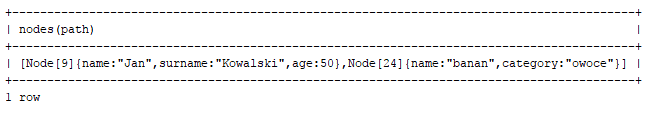 +---------------------------------------------------------------------------------------------+
| nodes(path) |
+---------------------------------------------------------------------------------------------+
| [Node[9]{name:"Jan",surname:"Kowalski",age:50},Node[24]{name:"banan",category:"owoce"}] |
+---------------------------------------------------------------------------------------------+
1 row